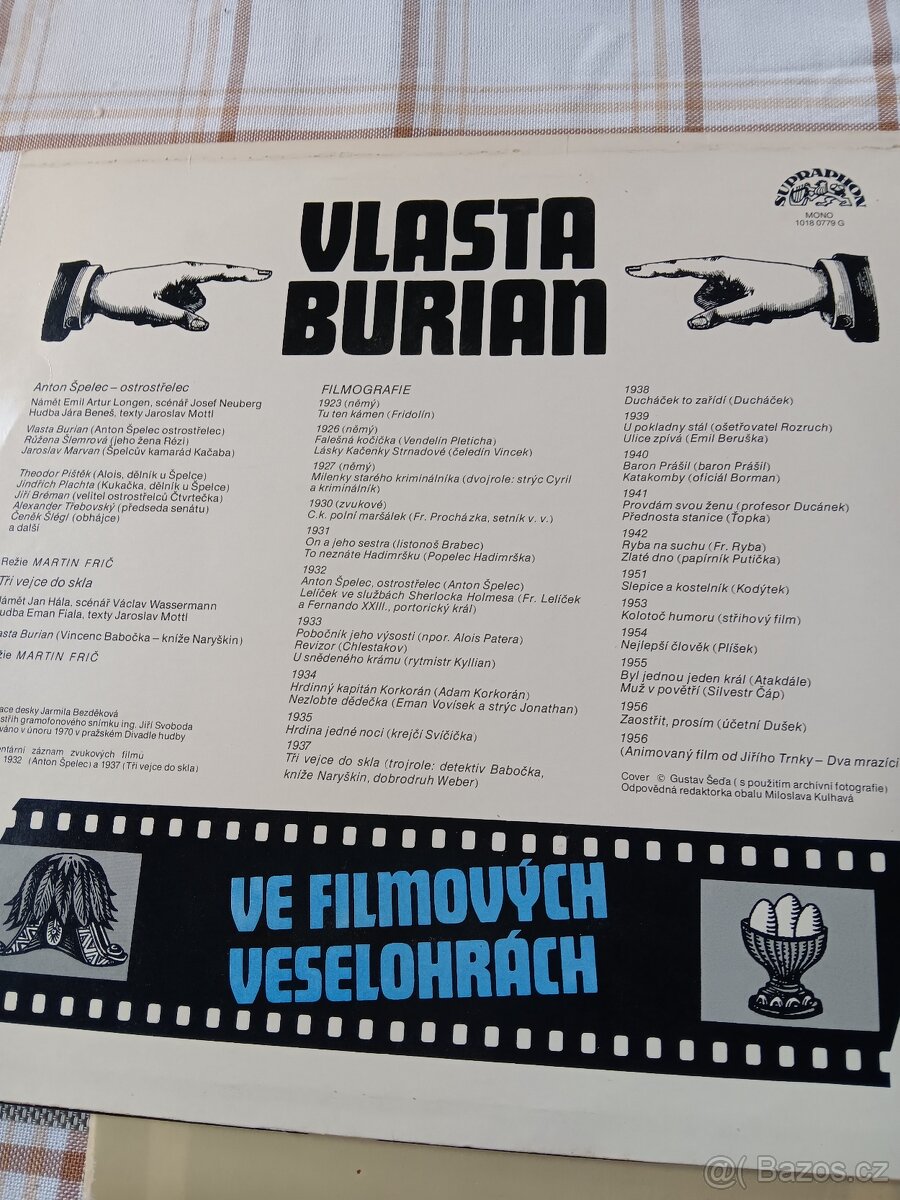 SUPRAPHON
MONO
1018 0779 G
VLASTA
BURIAN
Anton Špelec – ostrostřelec
Námět Emil Artur Longen, scénář Josef Neuberg
Hudba Jára Beneš, texty Jaroslav Mottl
Vlasta Burian (Anton Špelec ostrostřelec)
Růžena Šlemrová (jeho žena Rézi)
Jaroslav Marvan (Špelcův kamarád Kačaba)
Theodor Pištěk (Alois, dělník u Špelce)
Jindřich Plachta (Kukačka, dělník u Špelce)
Jiří Bréman (velitel ostrostřelců Čtvrtečka)
Alexander Třebovský (předseda senátu)
Čeněk Šlégl (obhájce)
a další
Režie MARTIN FRIČ
Tři vejce do skla
Námět Jan Hála, scénář Václav Wassermann
Hudba Eman Fiala, texty Jaroslav Mottl
asta Burian (Vincenc Babočka – kníže Naryškin)
žie MARTIN FRIČ
ace desky Jarmila Bezděková
střih gramofonového snímku ing. Jiří Svoboda
váno v únoru 1970 v pražském Divadle hudby
entární záznam zvukových filmů
1932 (Anton Špelec) a 1937 (Tři vejce do skla)
FILMOGRAFIE
1923 (němý)
Tu ten kámen (Fridolín)
1926 (němý)
Falešná kočička (Vendelín Pleticha)
Lásky Kačenky Strnadové (čeledín Vincek)
1927 (němý)
Milenky starého kriminálníka (dvojrole: strýc Cyril
a kriminálník)
1930 (zvukové)
C.k. polní maršálek (Fr. Procházka, setník v. v.)
1931
On a jeho sestra (listonoš Brabec)
To neznáte Hadimršku (Popelec Hadimrška)
1932
Anton Špelec, ostrostřelec (Anton Špelec)
Lelíček ve službách Sherlocka Holmesa (Fr. Lelíček
a Fernando XXIII., portorický král)
1933
Pobočník jeho výsosti (npor. Alois Patera)
Revizor (Chlestakov)
U snědeného krámu (rytmistr Kyllian)
1934
Hrdinný kapitán Korkorán (Adam Korkorán)
Nezlobte dědečka (Eman Vovísek a strýc Jonathan)
1935
Hrdina jedné noci (krejčí Svíčička)
1937
Tři vejce do skla (trojrole: detektiv Babočka,
kníže Naryškin, dobrodruh Weber)
1938
Ducháček to zařídí (Ducháček)
1939
U pokladny stál (ošetřovatel Rozruch)
Ulice zpívá (Emil Beruška)
1940
Baron Prášil (baron Prášil)
Katakomby (oficiál Borman)
1941
Provdám svou ženu (profesor Ducánek)
Přednosta stanice (Ťopka)
1942
Ryba na suchu (Fr. Ryba)
Zlaté dno (papírník Putička)
1951
Slepice a kostelník (Kodýtek)
1953
Kolotoč humoru (střihový film)
1954
Nejlepší člověk (Plíšek)
1955
Byl jednou jeden král (Atakdále)
Muž v povětří (Silvestr Čáp)
1956
Zaostřit, prosím (účetní Dušek)
1956
(Animovaný film od Jiřího Trnky – Dva mrazíci
Cover © Gustav Šeda ( s použitím archivní fotografie)
Odpovědná redaktorka obalu Miloslava Kulhavá
VE FILMOVÝCH
VESELOHRÁCH
@( Bazos.cz